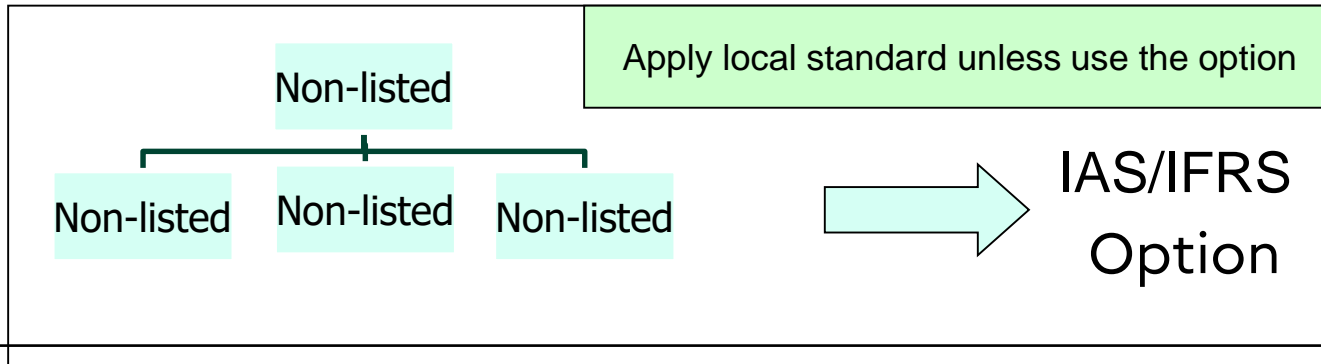 Apply local standard unless use the option
Non-listed
Non-listed
Non-listed
Non-listed
IAS/IFRS
Option